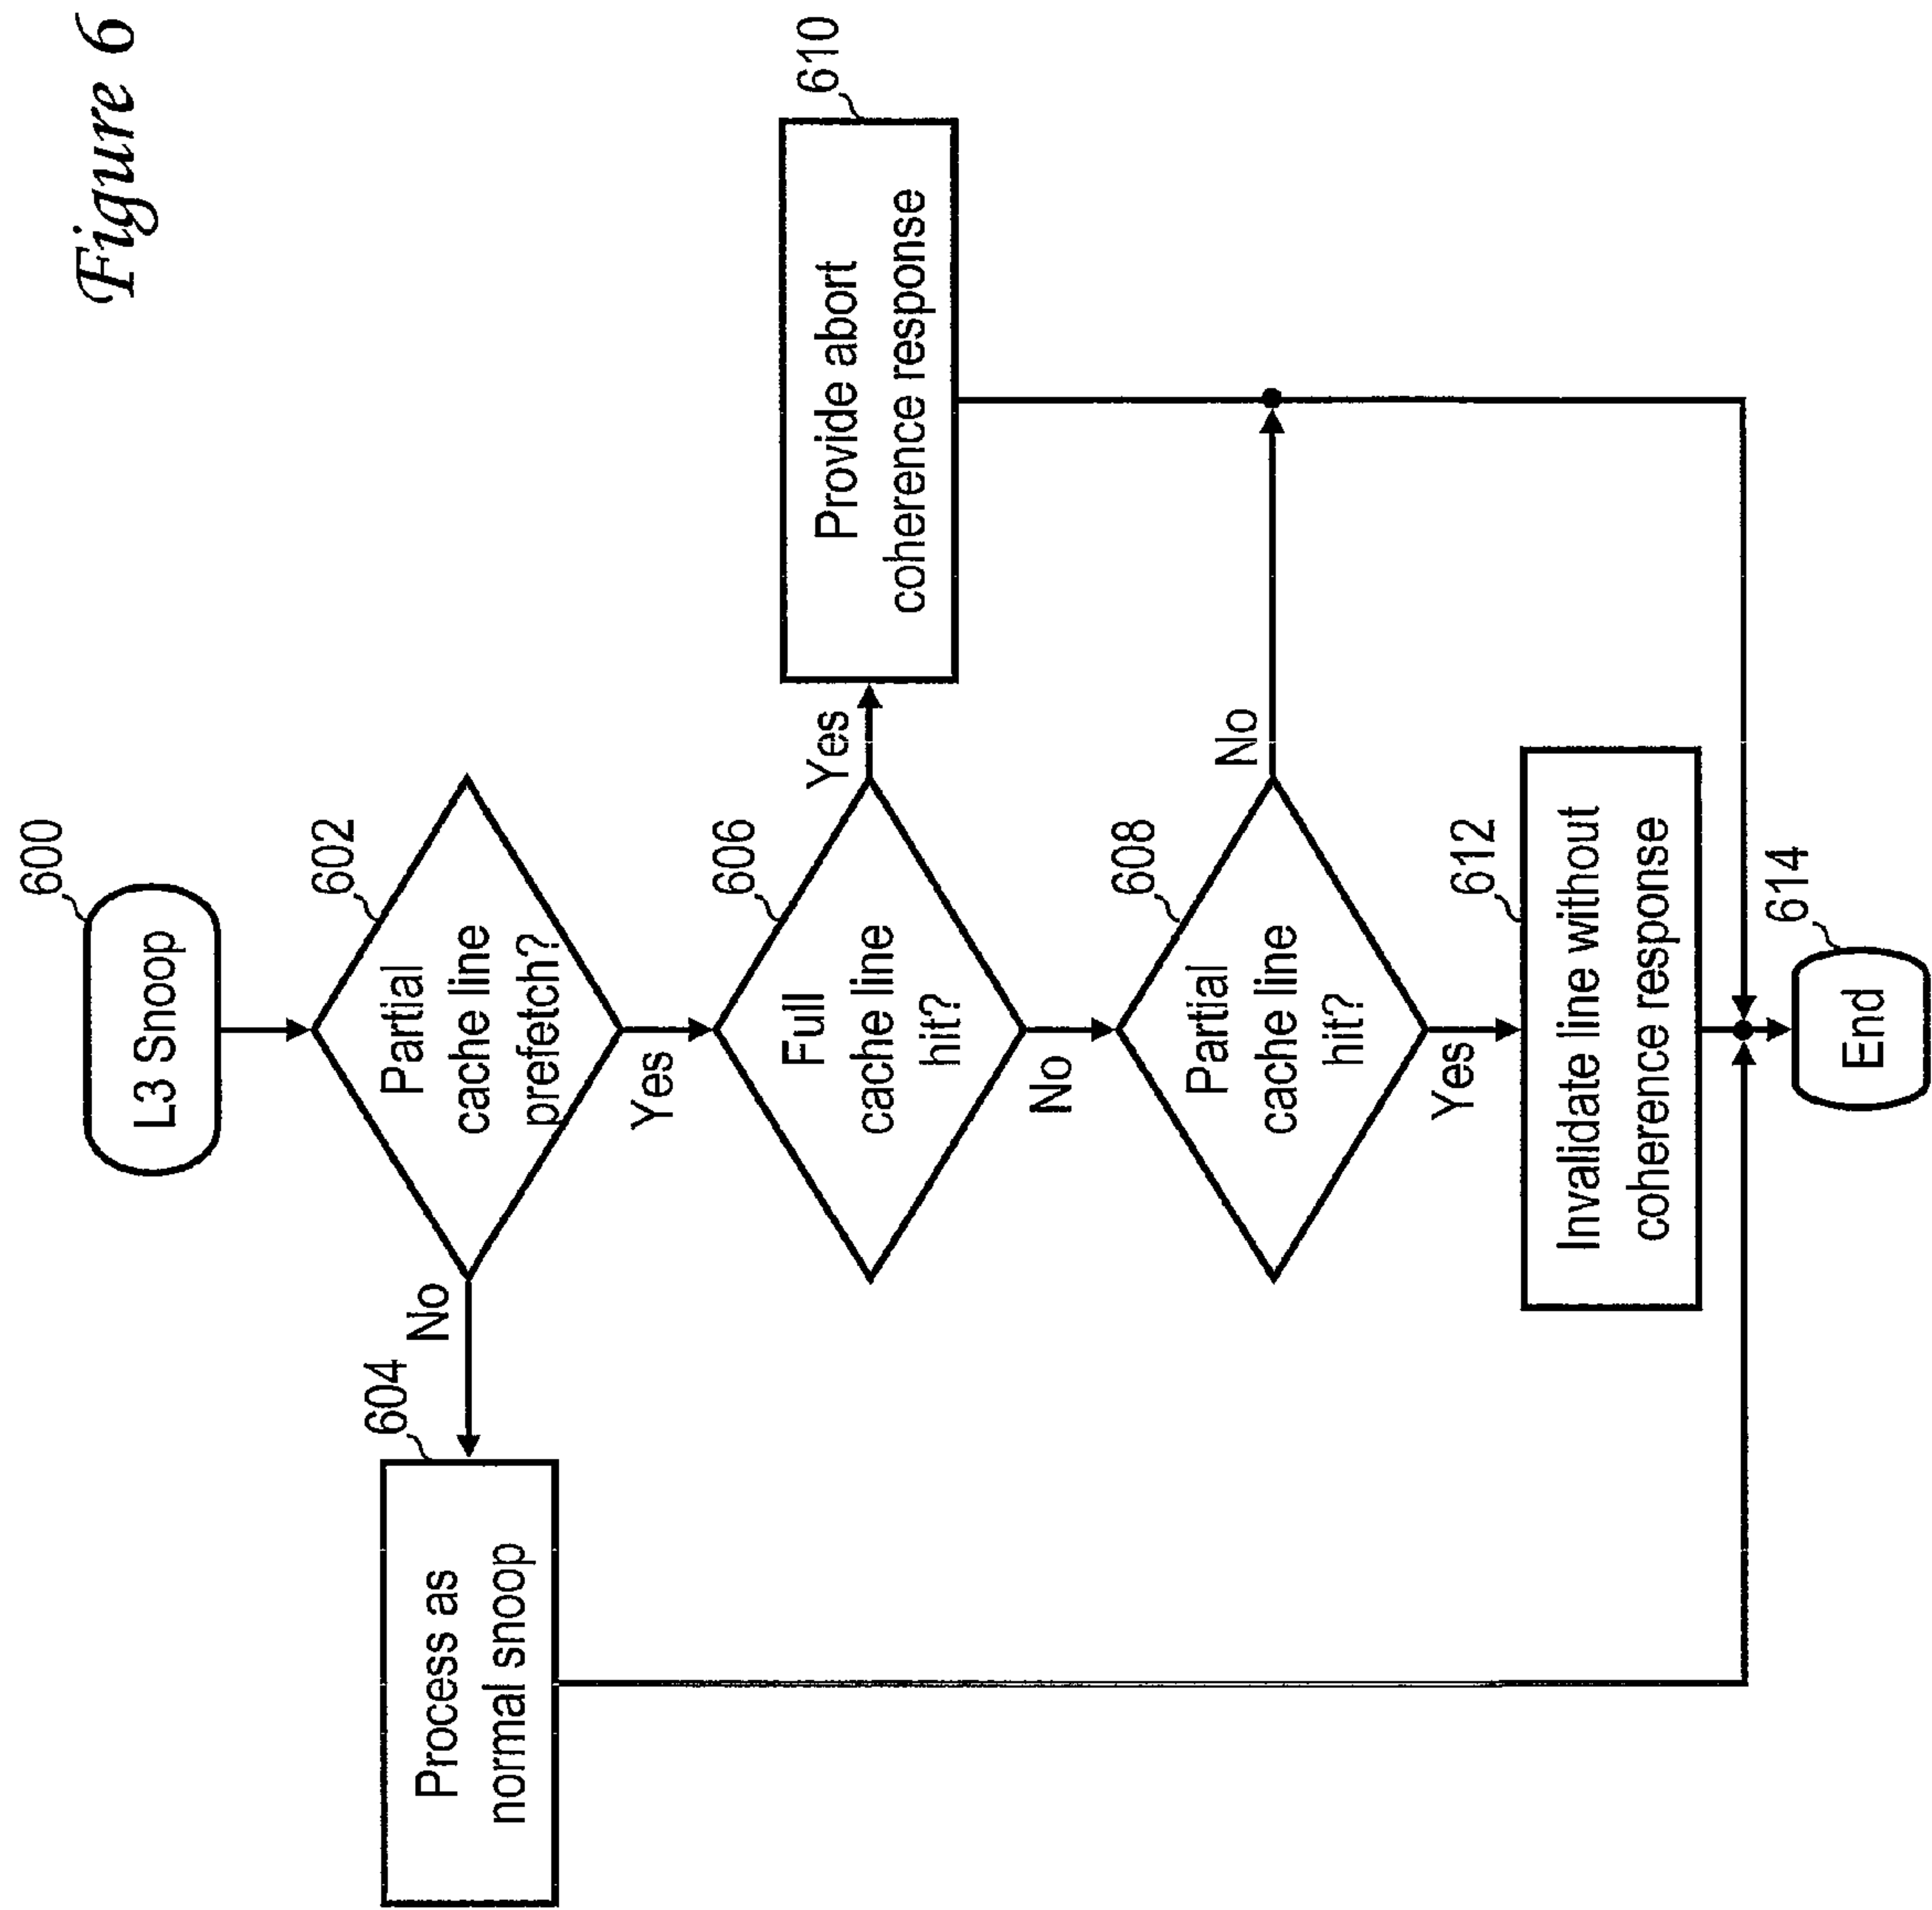 Figure 6
600
L3 Snoop
602
Partial
cache line
prefetch?
No
Yes
604
Process as
normal snoop
606
Full
cache line
hit?
Yes
No
610
Provide abort
coherence response
608
Partial
cache line
hit?
No
Yes
612
Invalidate line without
coherence response
614
End